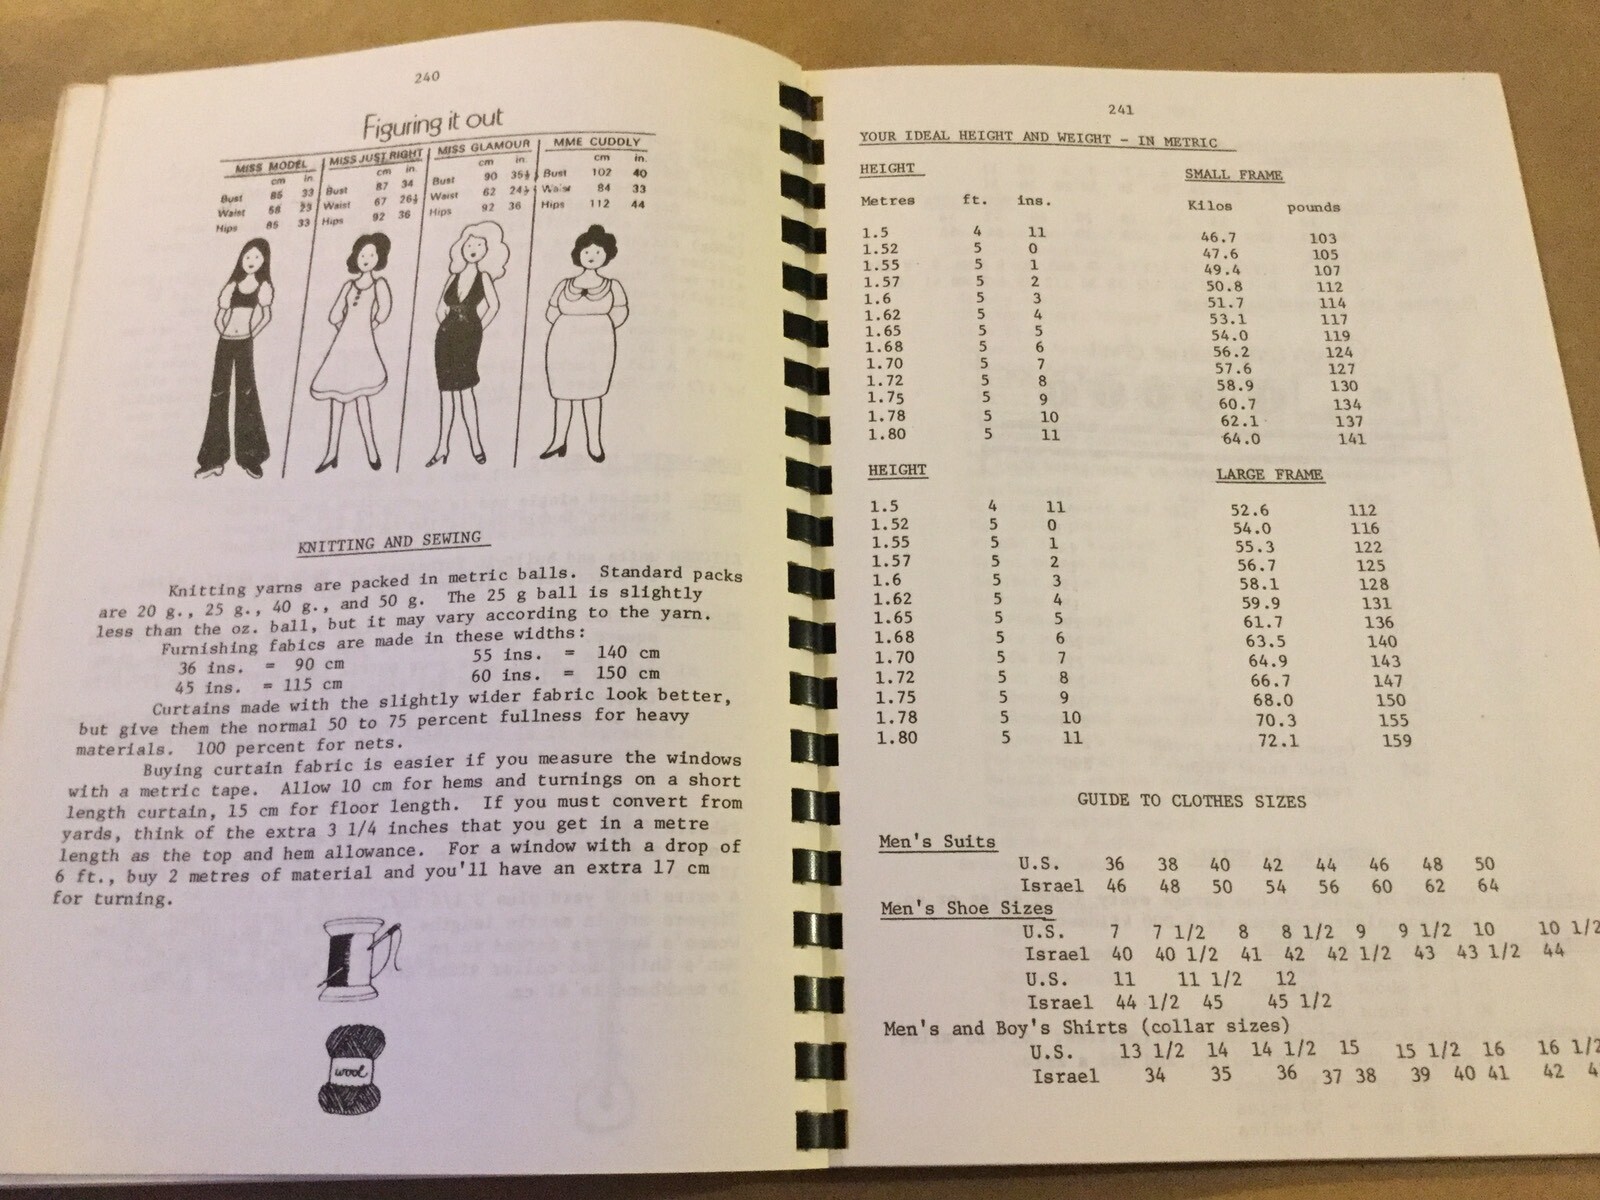 240
Figuring it out
MISS MODEL MISS JUST RIGHT MISS GLAMOUR MME CUDDLY
cm in. cm in. cm in. cm in.
Bust 85 33 Bust 87 34 Bust 90 35½ Bust 102 40
Waist 58 23 Waist 67 26½ Waist 62 24½ Waist 84 33
Hips 85 33 Hips 92 36 Hips 92 36 Hips 112 44
KNITTING AND SEWING
Knitting yarns are packed in metric balls. Standard packs
are 20 g., 25 g., 40 g., and 50 g. The 25 g ball is slightly
less than the oz. ball, but it may vary according to the yarn.
Furnishing fabics are made in these widths:
36 ins. = 90 cm 55 ins. = 140 cm
45 ins. = 115 cm 60 ins. = 150 cm
Curtains made with the slightly wider fabric look better,
but give them the normal 50 to 75 percent fullness for heavy
materials. 100 percent for nets.
Buying curtain fabric is easier if you measure the windows
with a metric tape. Allow 10 cm for hems and turnings on a short
length curtain, 15 cm for floor length. If you must convert from
yards, think of the extra 3 1/4 inches that you get in a metre
length as the top and hem allowance. For a window with a drop of
6 ft., buy 2 metres of material and you'll have an extra 17 cm
for turning.
wool
241
YOUR IDEAL HEIGHT AND WEIGHT - IN METRIC
HEIGHT SMALL FRAME
Metres ft. ins. Kilos pounds
1.5 4 11 46.7 103
1.52 5 0 47.6 105
1.55 5 1 49.4 107
1.57 5 2 50.8 112
1.6 5 3 51.7 114
1.62 5 4 53.1 117
1.65 5 5 54.0 119
1.68 5 6 56.2 124
1.70 5 7 57.6 127
1.72 5 8 58.9 130
1.75 5 9 60.7 134
1.78 5 10 62.1 137
1.80 5 11 64.0 141
HEIGHT LARGE FRAME
1.5 4 11 52.6 112
1.52 5 0 54.0 116
1.55 5 1 55.3 122
1.57 5 2 56.7 125
1.6 5 3 58.1 128
1.62 5 4 59.9 131
1.65 5 5 61.7 136
1.68 5 6 63.5 140
1.70 5 7 64.9 143
1.72 5 8 66.7 147
1.75 5 9 68.0 150
1.78 5 10 70.3 155
1.80 5 11 72.1 159
GUIDE TO CLOTHES SIZES
Men's Suits
U.S. 36 38 40 42 44 46 48 50
Israel 46 48 50 54 56 60 62 64
Men's Shoe Sizes
U.S. 7 7 1/2 8 8 1/2 9 9 1/2 10 10 1/2
Israel 40 40 1/2 41 42 42 1/2 43 43 1/2 44
U.S. 11 11 1/2 12
Israel 44 1/2 45 45 1/2
Men's and Boy's Shirts (collar sizes)
U.S. 13 1/2 14 14 1/2 15 15 1/2 16 16 1/2
Israel 34 35 36 37 38 39 40 41 42